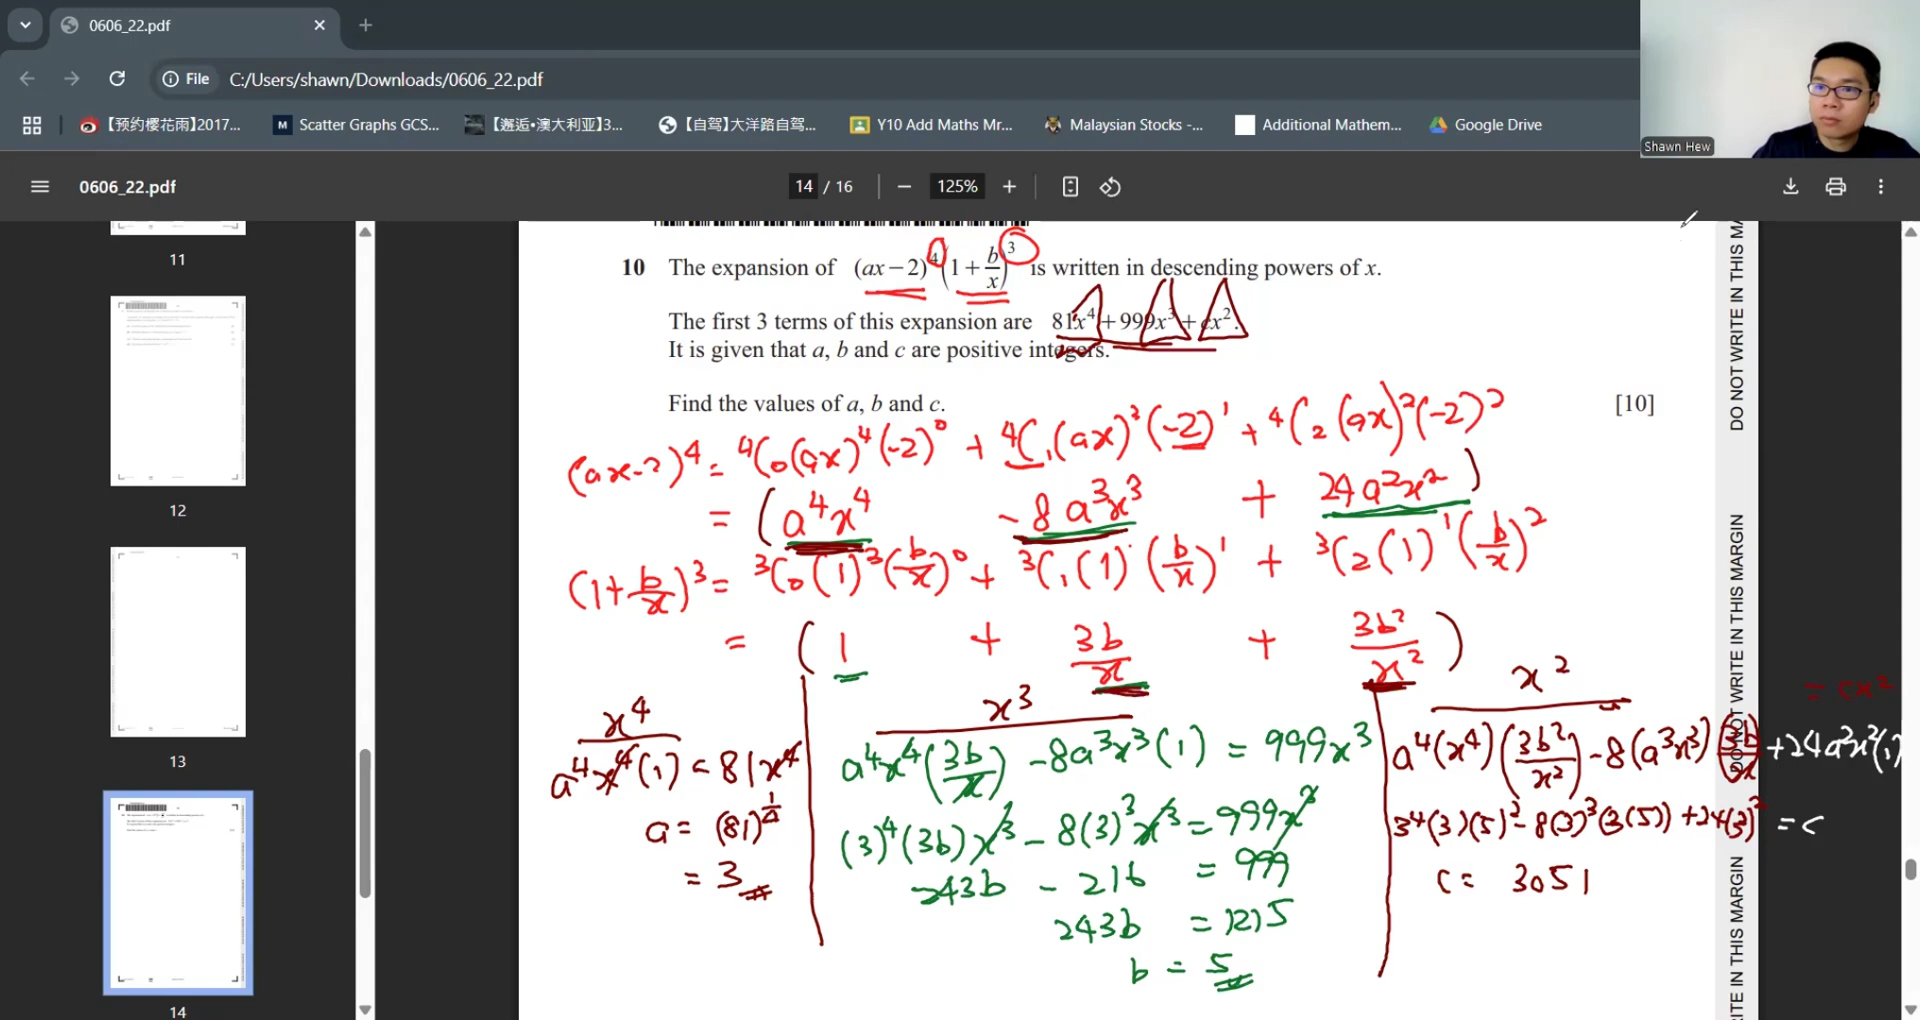 0606_22.pdf
File C:/Users/shawn/Downloads/0606_22.pdf
【预约樱花雨】2017... Scatter Graphs GCS... 【邂逅•澳大利亚】3... 【自驾】大洋路自驾... Y10 Add Maths Mr... Malaysian Stocks -... Additional Mathem... Google Drive
Shawn Hew
0606_22.pdf 14 / 16 125%
11
12
13
14
10 The expansion of (ax−2)⁴(1+b/x)³ is written in descending powers of x.
The first 3 terms of this expansion are 81x⁴+999x³+cx².
It is given that a, b and c are positive integers.
Find the values of a, b and c. [10]
(ax-2)⁴ = ⁴C₀(ax)⁴(-2)⁰ + ⁴C₁(ax)³(-2)¹ + ⁴C₂(ax)²(-2)²
= (a⁴x⁴ -8a³x³ + 24a²x²)
(1+b/x)³ = ³C₀(1)³(b/x)⁰ + ³C₁(1)(b/x)¹ + ³C₂(1)¹(b/x)²
= (1 + 3b/x + 3b²/x²)
x⁴
a⁴x⁴(1) = 81x⁴
a = (81)^(1/4)
= 3
x³
a⁴x⁴(3b/x) -8a³x³(1) = 999x³
(3)⁴(3b)x³ - 8(3)³x³ = 999x³
243b - 216 = 999
243b = 1215
b = 5
x²
= cx²
a⁴(x⁴)(3b²/x²) -8(a³x³)(3b/x) +24a²x²(1)
3⁴(3)(5)² - 8(3)³(3(5)) + 24(3)² = c
c = 3051
DO NOT WRITE IN THIS MARGIN
DO NOT WRITE IN THIS MARGIN
ITE IN THIS MARGIN